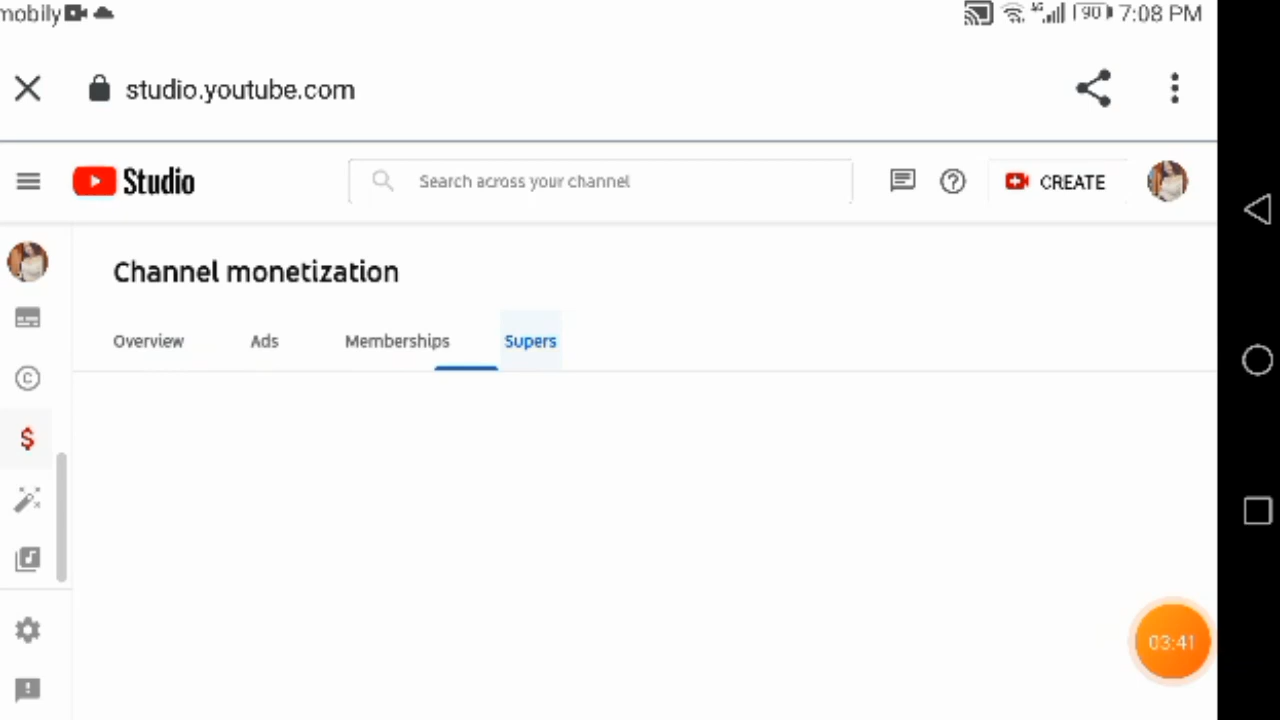 mobily 4G 90 7:08 PM
studio.youtube.com
Studio Search across your channel CREATE
Channel monetization
Overview Ads Memberships Supers
$
03:41